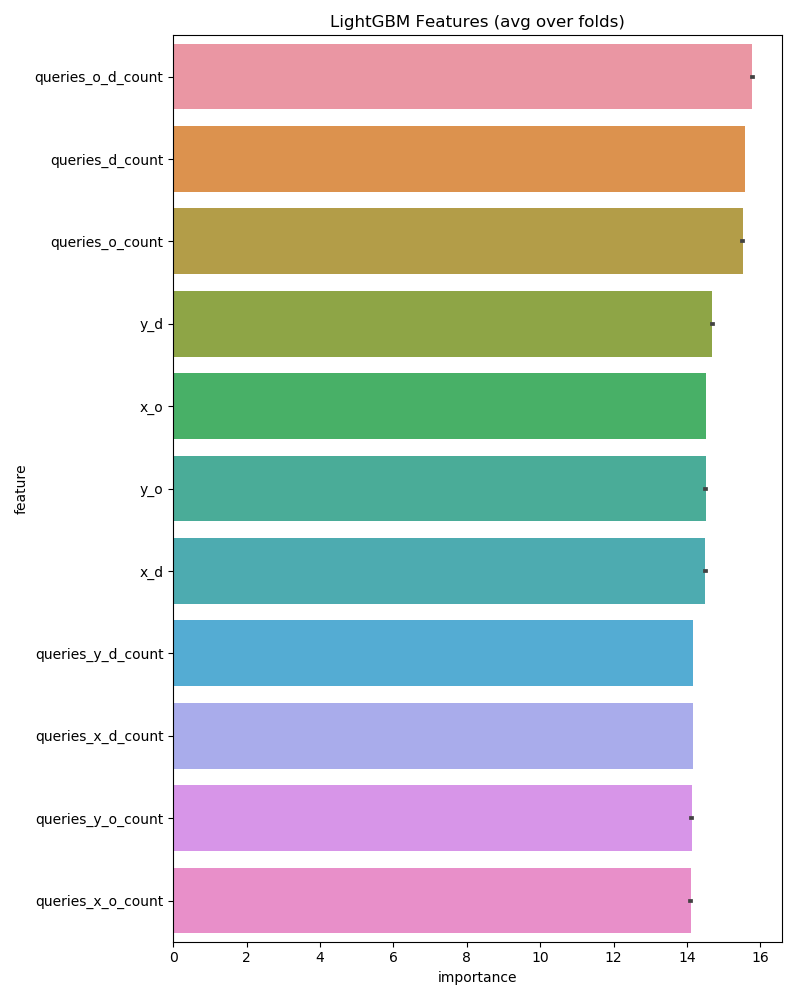 LightGBM Features (avg over folds)
queries_o_d_count
queries_d_count
queries_o_count
y_d
x_o
y_o
x_d
queries_y_d_count
queries_x_d_count
queries_y_o_count
queries_x_o_count
feature
0 2 4 6 8 10 12 14 16
importance